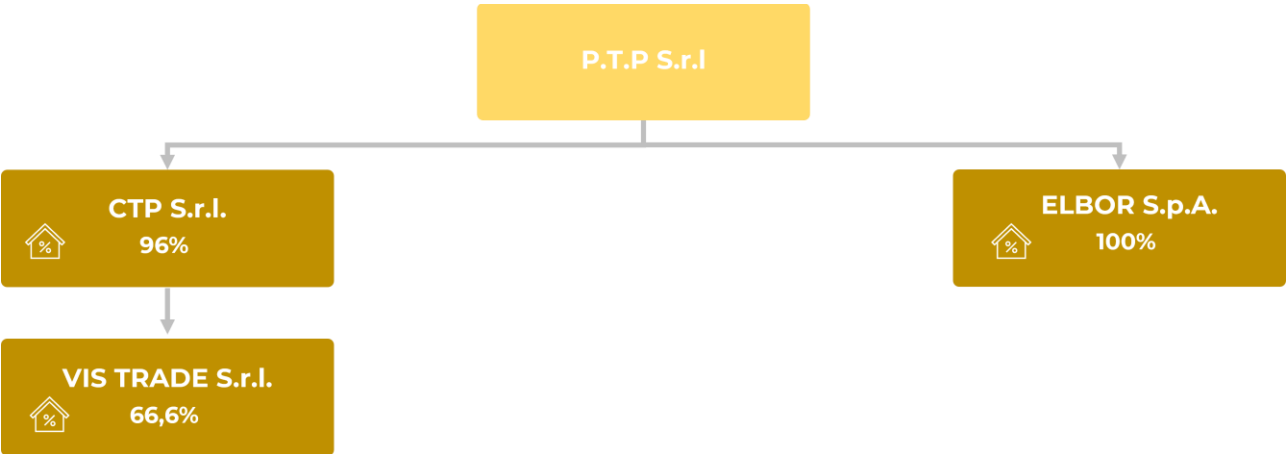 P.T.P S.r.l
CTP S.r.l.
%
96%
ELBOR S.p.A.
%
100%
VIS TRADE S.r.l.
%
66,6%